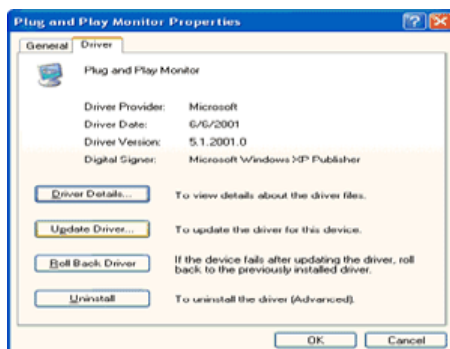 Plug and Play Monitor Properties
General Driver
Plug and Play Monitor
Driver Provider: Microsoft
Driver Date: 6/6/2001
Driver Version: 5.1.2001.0
Digital Signer: Microsoft Windows XP Publisher
Driver Details... To view details about the driver files.
Update Driver... To update the driver for this device.
Roll Back Driver If the device fails after updating the driver, roll
back to the previously installed driver.
Uninstall To uninstall the driver (Advanced).
OK Cancel